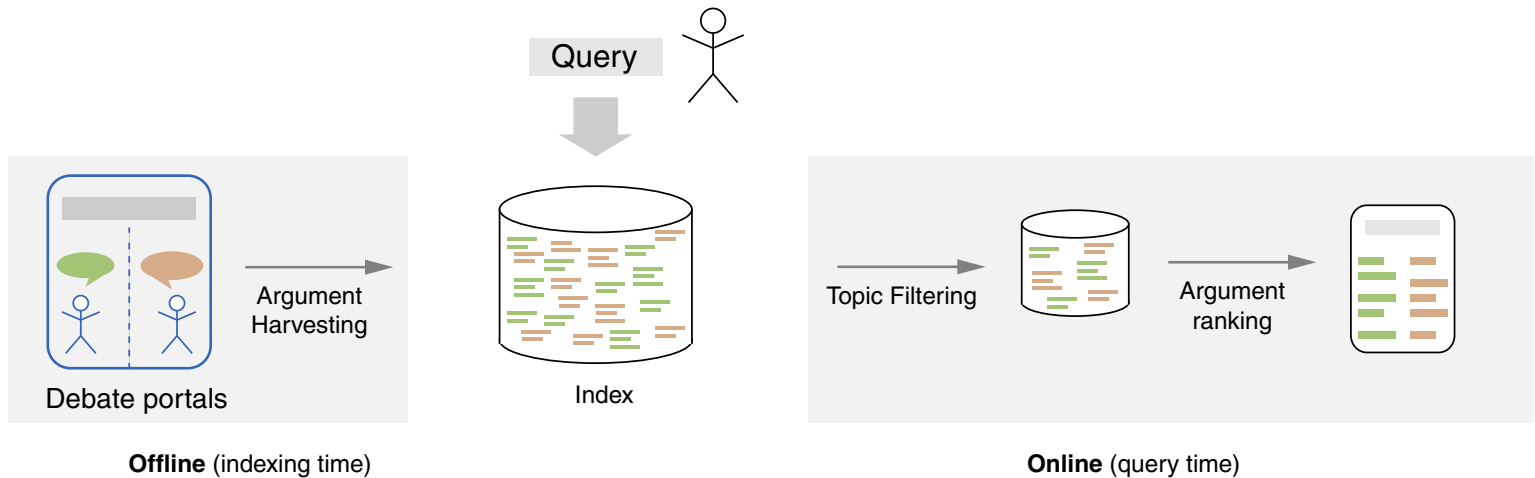 Query
Argument
Harvesting
Debate portals
Index
Topic Filtering
Argument
ranking
Offline (indexing time)
Online (query time)